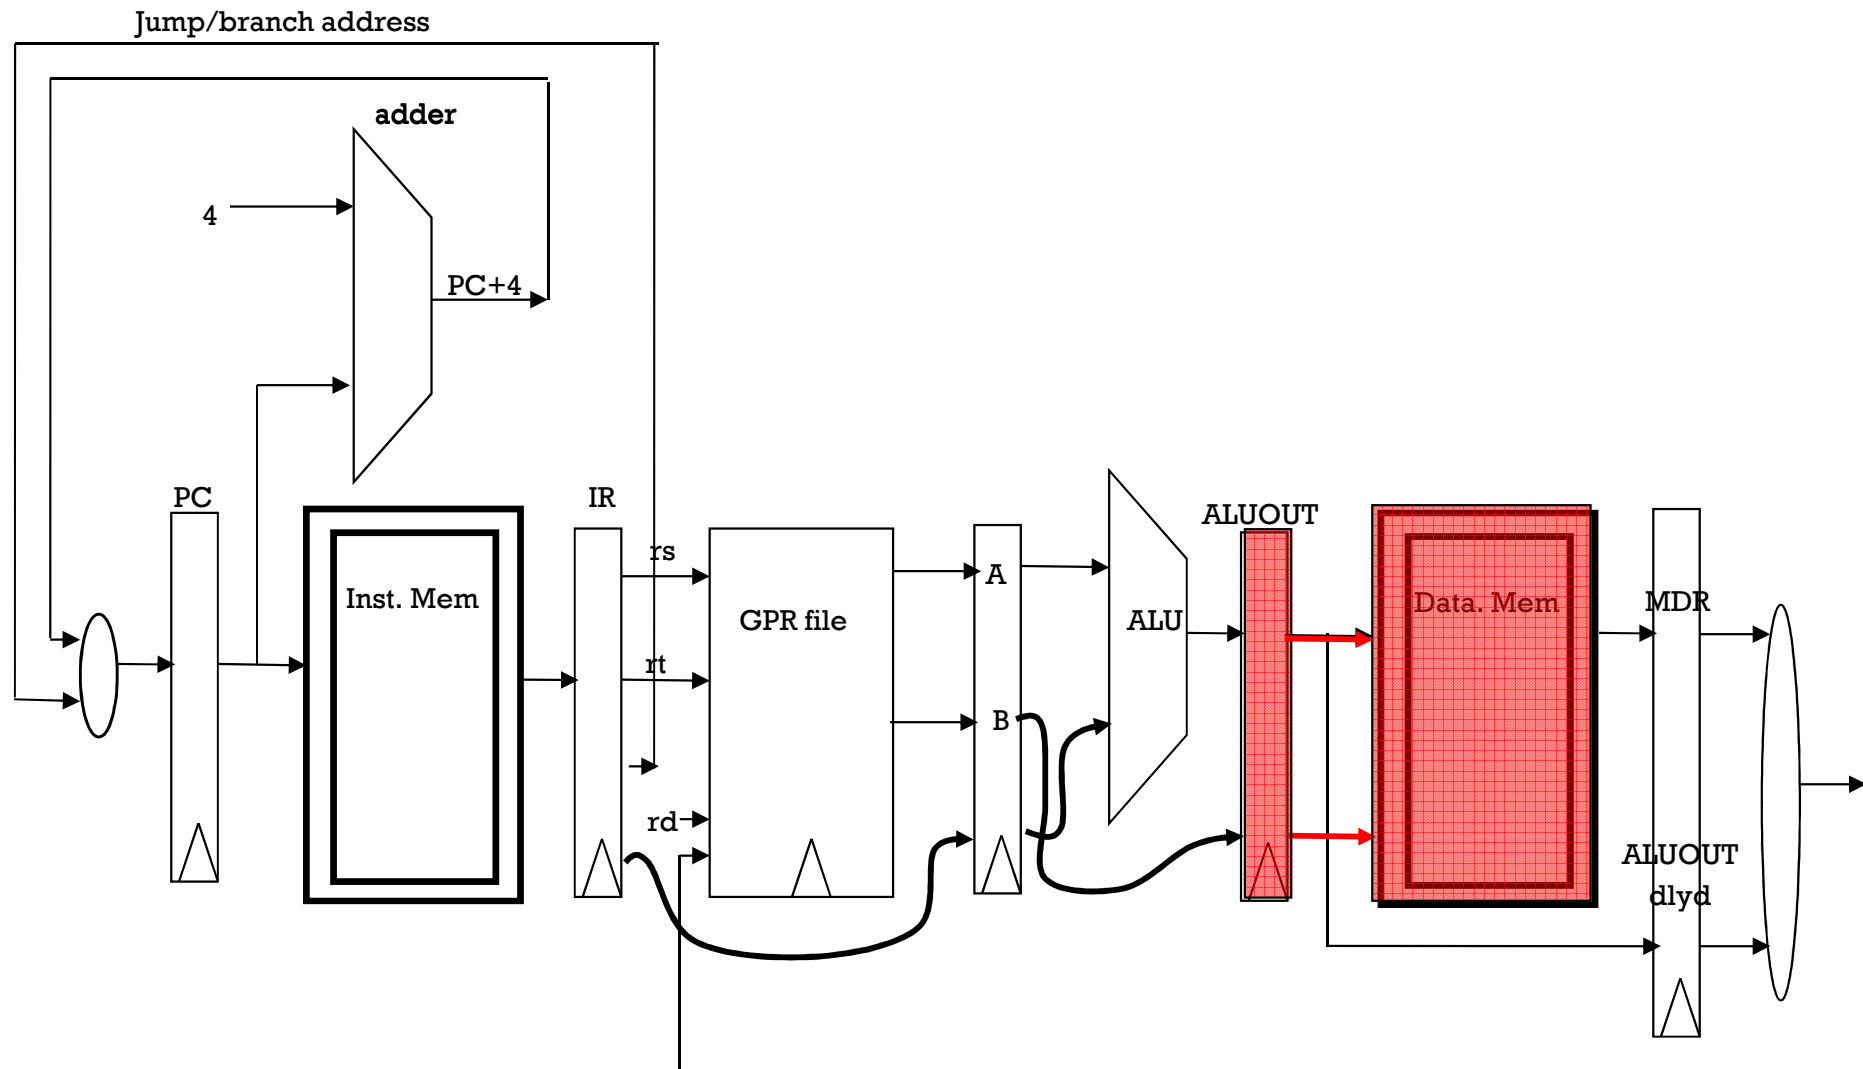 Jump/branch address
adder
4
PC+4
PC
IR
ALUOUT
rs
Inst. Mem
GPR file
A
ALU
Data. Mem
MDR
rt
B
rd
ALUOUT
dlyd